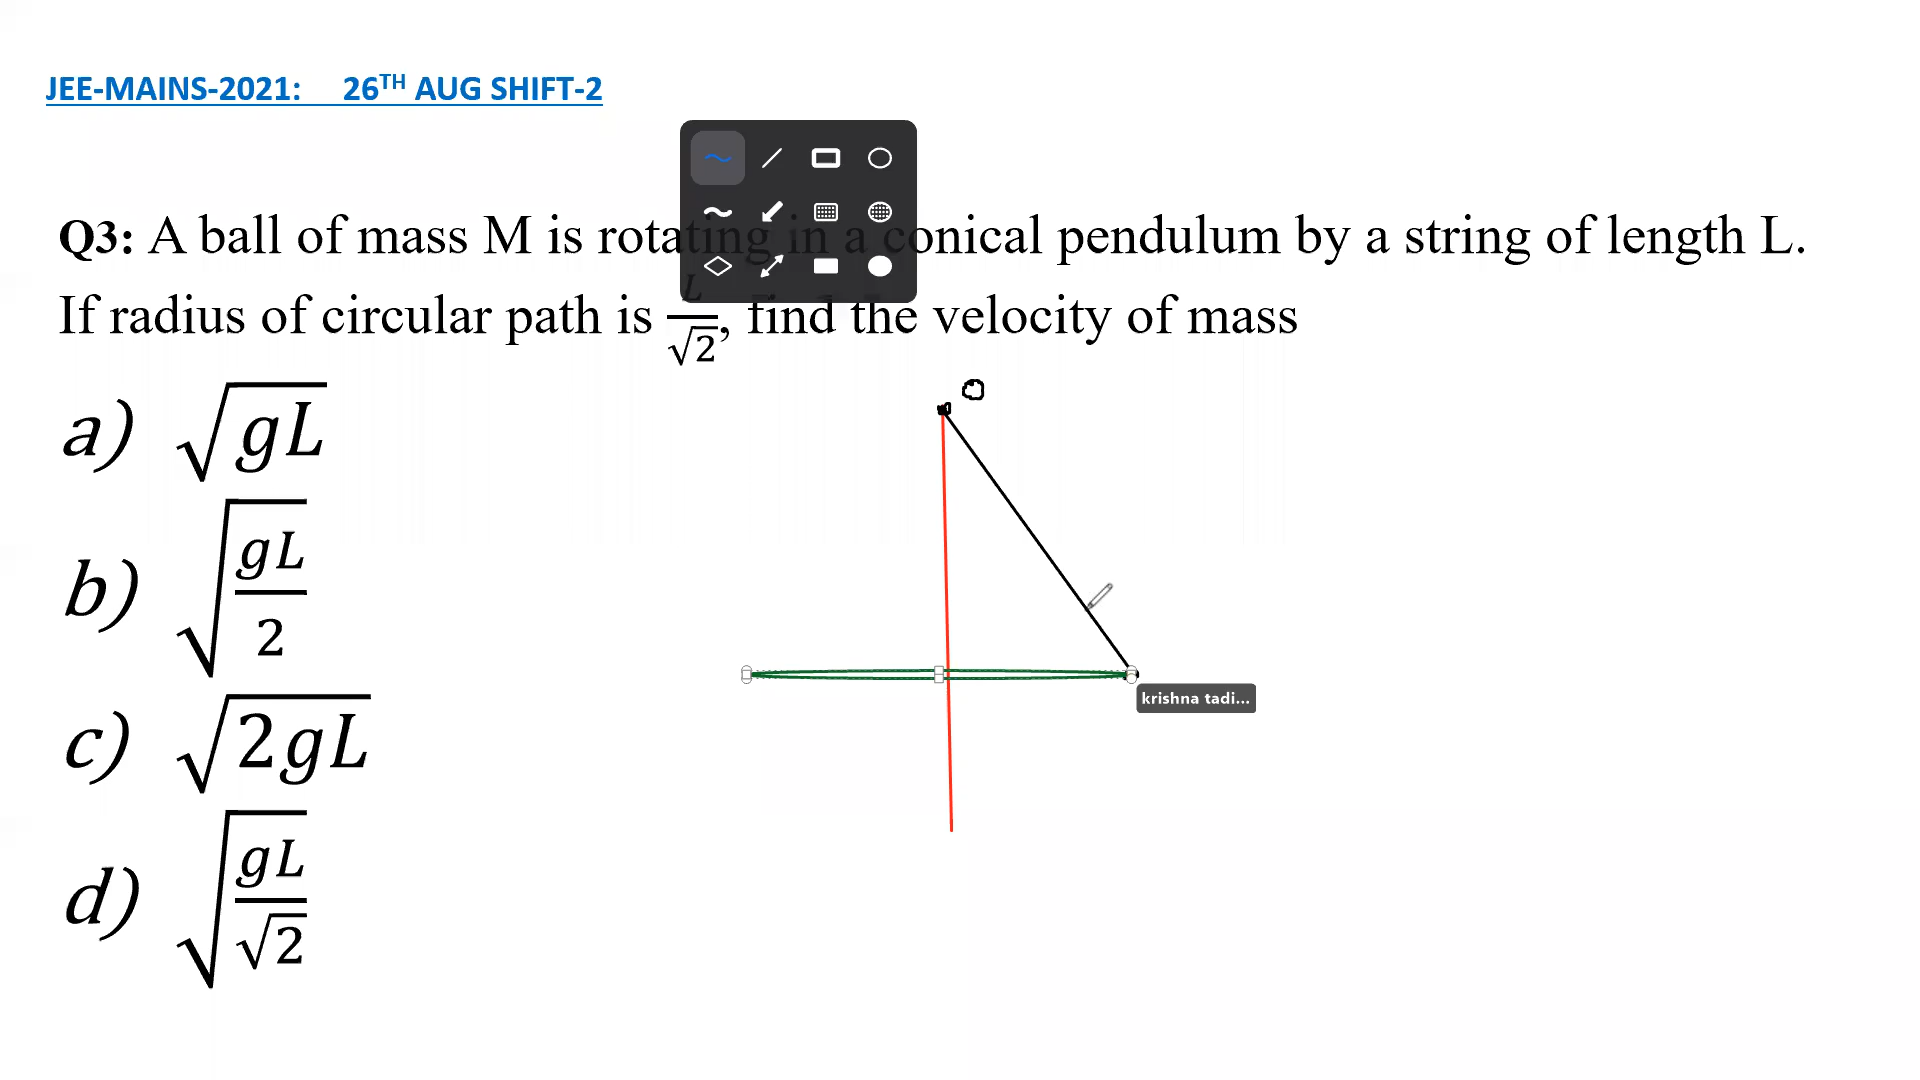 JEE-MAINS-2021: 26TH AUG SHIFT-2
Q3: A ball of mass M is rotating in a conical pendulum by a string of length L.
If radius of circular path is L/√2, find the velocity of mass
a) √gL
O
b) √(gL/2)
krishna tadi...
c) √2gL
d) √(gL/√2)